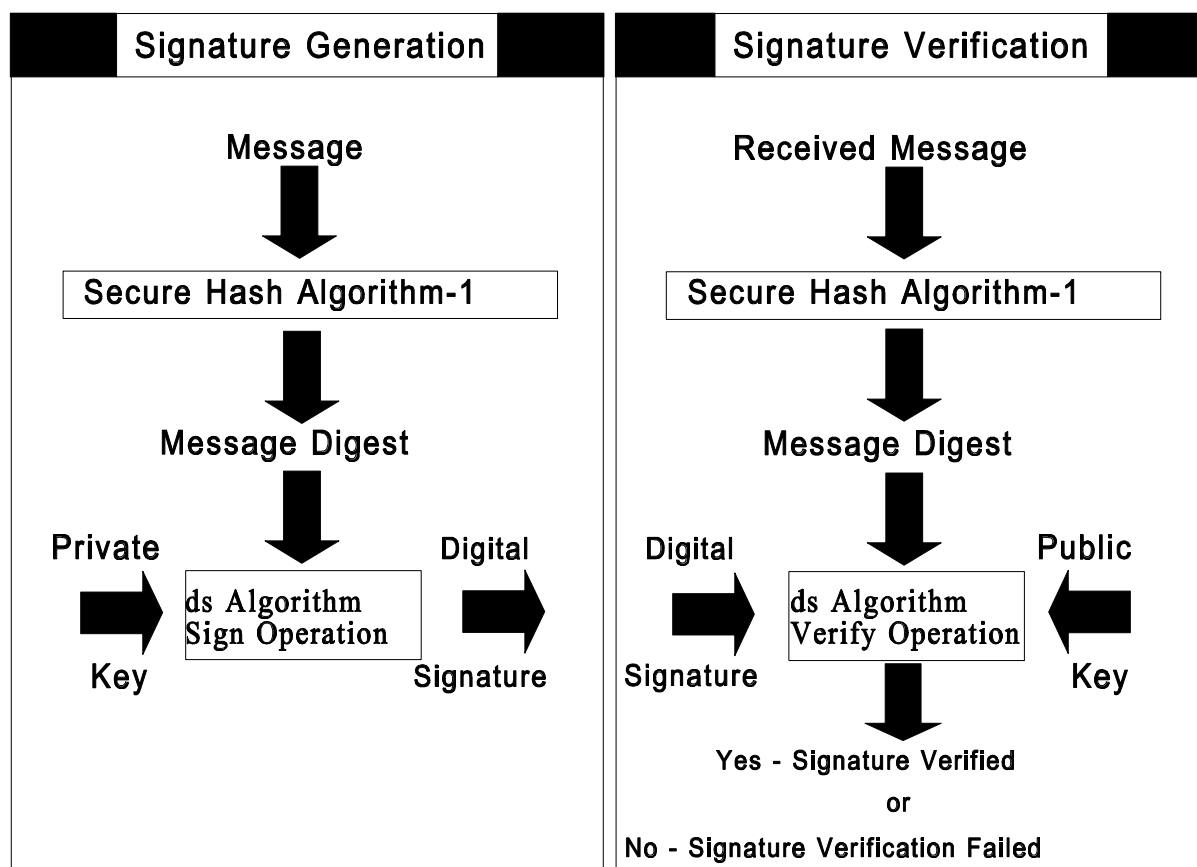 Signature Generation
Message
Secure Hash Algorithm-1
Message Digest
Private
Key
ds Algorithm
Sign Operation
Digital
Signature
Signature Verification
Received Message
Secure Hash Algorithm-1
Message Digest
Digital
Signature
ds Algorithm
Verify Operation
Public
Key
Yes - Signature Verified
or
No - Signature Verification Failed